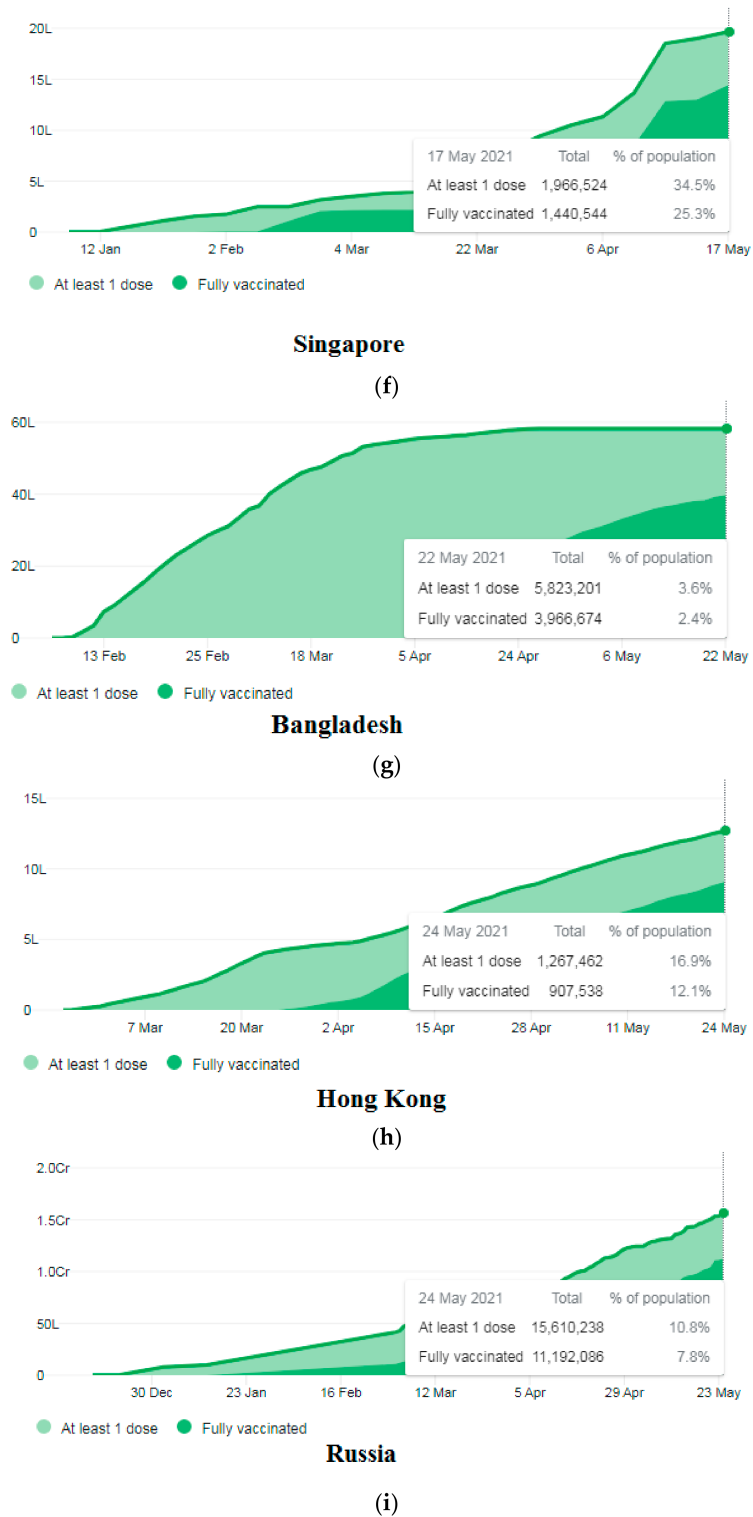 20L
15L
10L
5L
0
17 May 2021 Total % of population
At least 1 dose 1,966,524 34.5%
Fully vaccinated 1,440,544 25.3%
12 Jan 2 Feb 4 Mar 22 Mar 6 Apr 17 May
At least 1 dose Fully vaccinated
Singapore
(f)
60L
40L
20L
0
22 May 2021 Total % of population
At least 1 dose 5,823,201 3.6%
Fully vaccinated 3,966,674 2.4%
13 Feb 25 Feb 18 Mar 5 Apr 24 Apr 6 May 22 May
At least 1 dose Fully vaccinated
Bangladesh
(g)
15L
10L
5L
0
24 May 2021 Total % of population
At least 1 dose 1,267,462 16.9%
Fully vaccinated 907,538 12.1%
7 Mar 20 Mar 2 Apr 15 Apr 28 Apr 11 May 24 May
At least 1 dose Fully vaccinated
Hong Kong
(h)
2.0Cr
1.5Cr
1.0Cr
50L
0
24 May 2021 Total % of population
At least 1 dose 15,610,238 10.8%
Fully vaccinated 11,192,086 7.8%
30 Dec 23 Jan 16 Feb 12 Mar 5 Apr 29 Apr 23 May
At least 1 dose Fully vaccinated
Russia
(i)